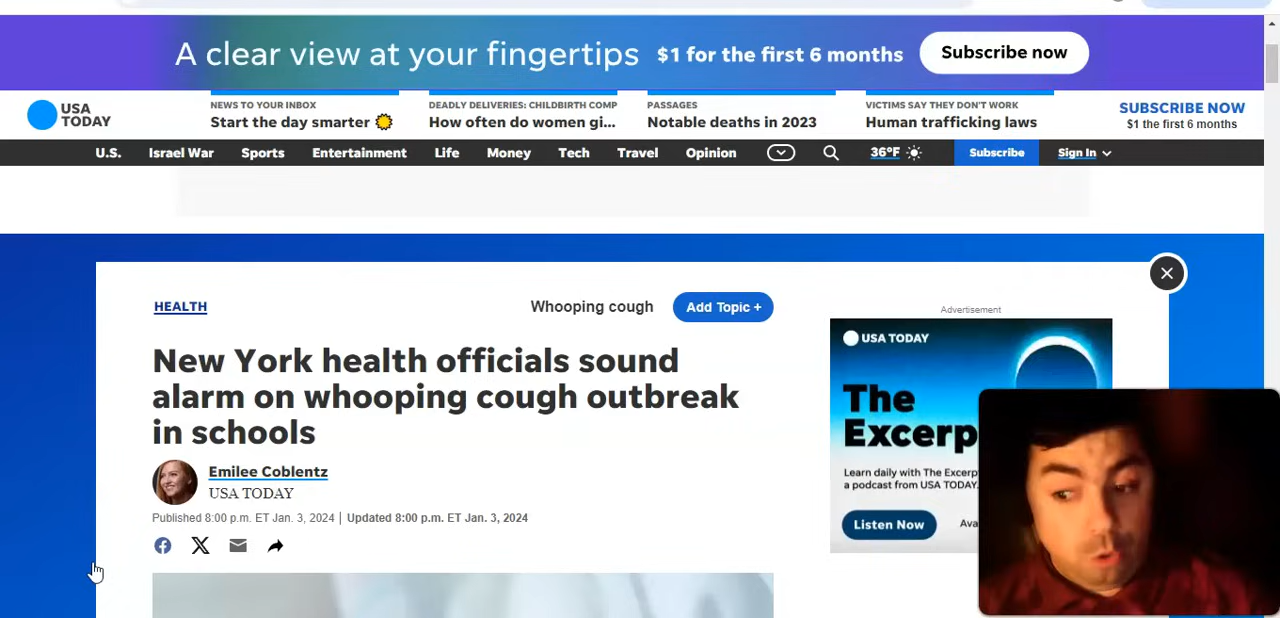 A clear view at your fingertips $1 for the first 6 months Subscribe now
USA TODAY
NEWS TO YOUR INBOX
Start the day smarter
DEADLY DELIVERIES: CHILDBIRTH COMP
How often do women gi...
PASSAGES
Notable deaths in 2023
VICTIMS SAY THEY DON'T WORK
Human trafficking laws
SUBSCRIBE NOW
$1 the first 6 months
U.S. Israel War Sports Entertainment Life Money Tech Travel Opinion 36°F Subscribe Sign In
HEALTH
Whooping cough Add Topic +
New York health officials sound
alarm on whooping cough outbreak
in schools
Emilee Coblentz
USA TODAY
Published 8:00 p.m. ET Jan. 3, 2024 | Updated 8:00 p.m. ET Jan. 3, 2024
Advertisement
USA TODAY
The
Excerp
Learn daily with The Excerp
a podcast from USA TODAY.
Listen Now Ava